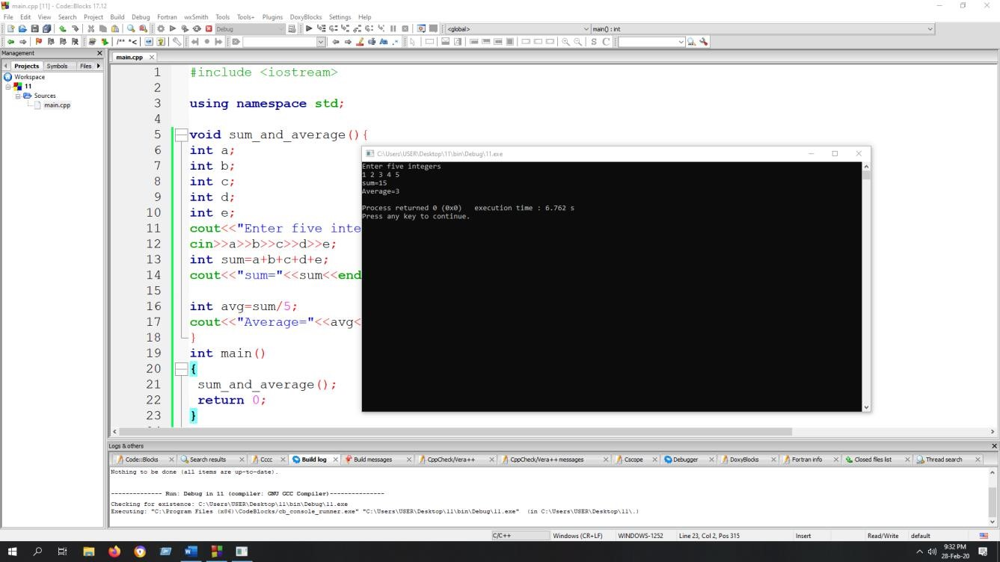 main.cpp [11] - Code::Blocks 17.12
File Edit View Search Project Build Debug Fortran wxSmith Tools Tools+ Plugins DoxyBlocks Settings Help
Debug <global> main() : int
/** *< .* S C
Management
Projects Symbols Files
Workspace
11
Sources
main.cpp
main.cpp
1 #include <iostream>
2
3 using namespace std;
4
5 void sum_and_average(){
6 int a;
7 int b;
8 int c;
9 int d;
10 int e;
11 cout<<"Enter five inte
12 cin>>a>>b>>c>>d>>e;
13 int sum=a+b+c+d+e;
14 cout<<"sum="<<sum<<end
15
16 int avg=sum/5;
17 cout<<"Average="<<avg<
18 }
19 int main()
20 {
21 sum_and_average();
22 return 0;
23 }
C:\Users\USER\Desktop\11\bin\Debug\11.exe
Enter five integers
1 2 3 4 5
sum=15
Average=3
Process returned 0 (0x0) execution time : 6.762 s
Press any key to continue.
Logs & others
Code::Blocks Search results Cccc Build log Build messages CppCheck/Vera++ CppCheck/Vera++ messages Cscope Debugger DoxyBlocks Fortran info Closed files list Thread search
Nothing to be done (all items are up-to-date).
-------------- Run: Debug in 11 (compiler: GNU GCC Compiler)---------------
Checking for existence: C:\Users\USER\Desktop\11\bin\Debug\11.exe
Executing: "C:\Program Files (x86)\CodeBlocks/cb_console_runner.exe" "C:\Users\USER\Desktop\11\bin\Debug\11.exe" (in C:\Users\USER\Desktop\11\.)
C/C++ Windows (CR+LF) WINDOWS-1252 Line 23, Col 2, Pos 315 Insert Read/Write default
9:32 PM
28-Feb-20